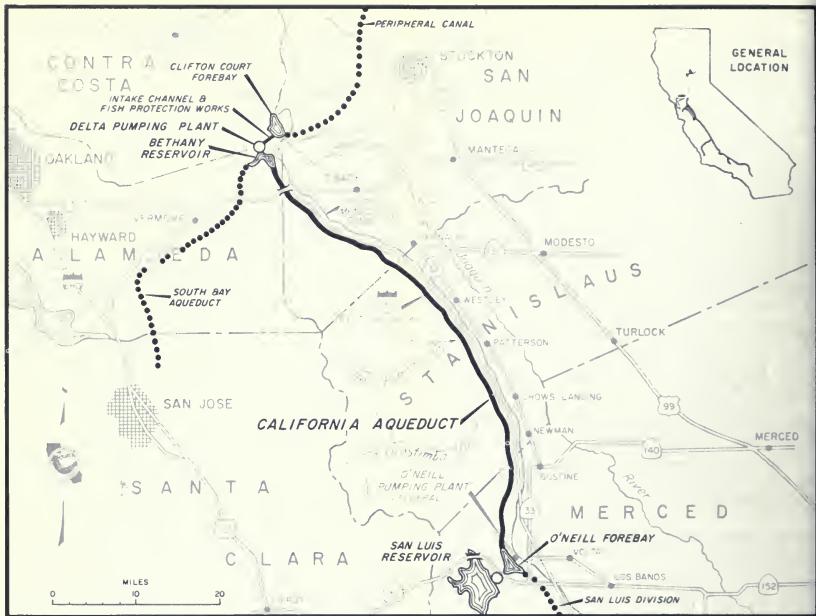 PERIPHERAL CANAL
GENERAL
LOCATION
CONTRA
COSTA
CLIFTON COURT
FOREBAY
STOCKTON
SAN
JOAQUIN
INTAKE CHANNEL &
FISH PROTECTION WORKS
DELTA PUMPING PLANT
BETHANY
RESERVOIR
MANTECA
OAKLAND
HAYWARD
ALAMEDA
MODESTO
SOUTH BAY
AQUEDUCT
STANISLAUS
WESTLEY
TURLOCK
PATTERSON
SAN JOSE
CALIFORNIA AQUEDUCT
CROWS LANDING
99
NEWMAN
MERCED
140
GUSTINE
O'NEILL
PUMPING PLANT
River
SANTA
CLARA
33
MERCED
SAN LUIS
RESERVOIR
O'NEILL FOREBAY
LOS BANOS
152
MILES
0 10 20
SAN LUIS DIVISION